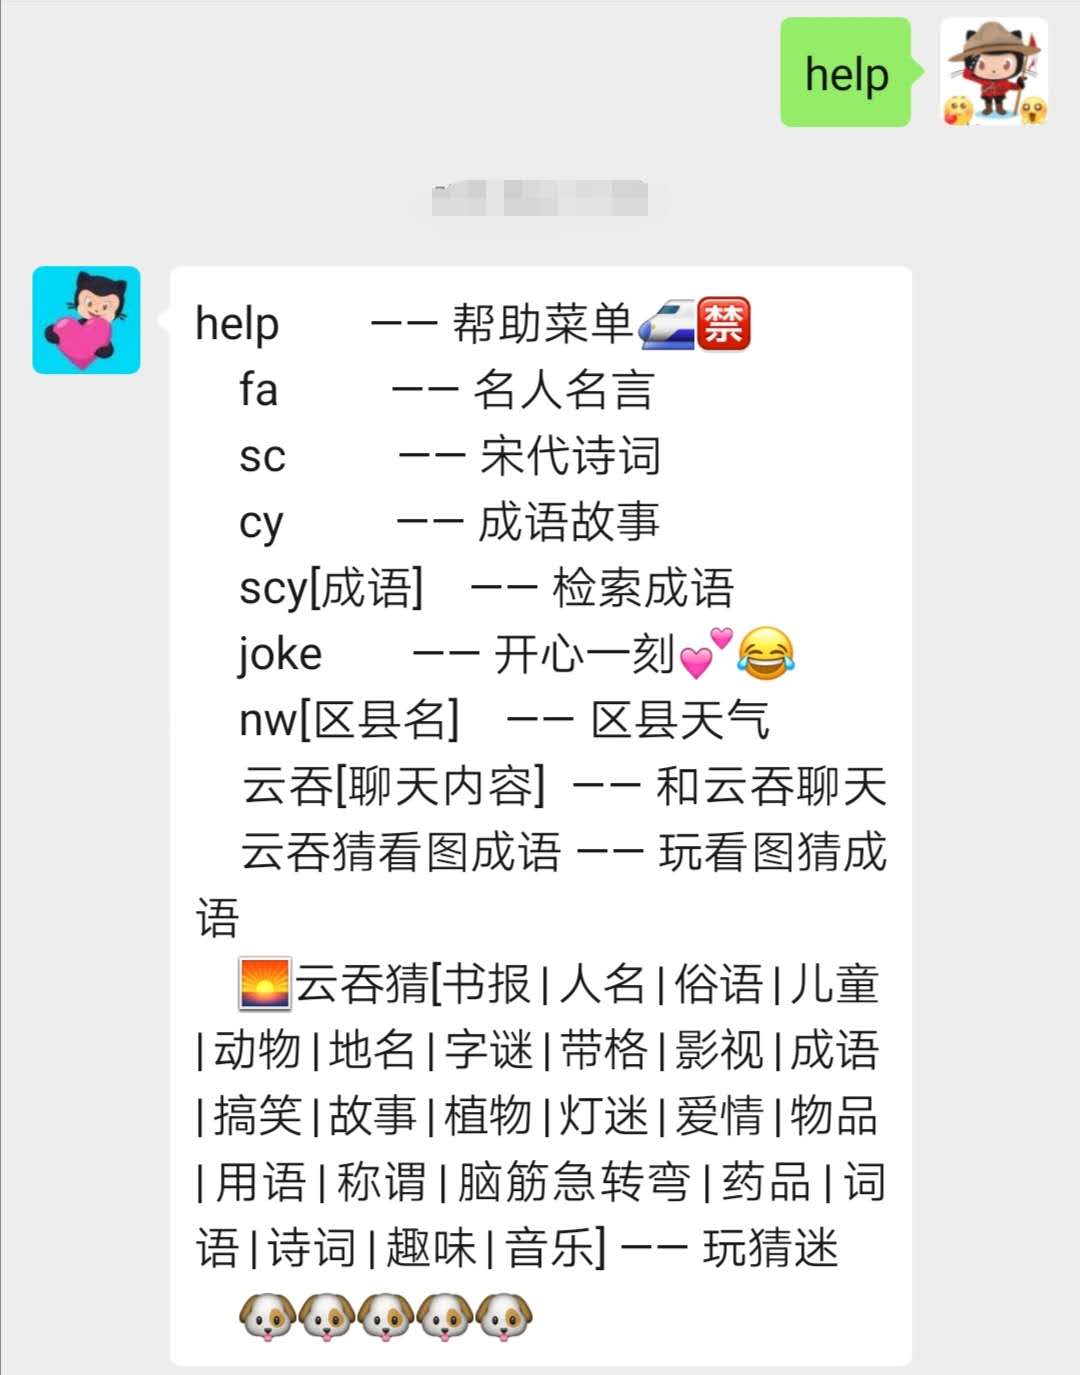 help
help —— 帮助菜单🚄禁
fa —— 名人名言
sc —— 宋代诗词
cy —— 成语故事
scy[成语] —— 检索成语
joke —— 开心一刻💕😂
nw[区县名] —— 区县天气
云吞[聊天内容] —— 和云吞聊天
云吞猜看图成语 —— 玩看图猜成
语
🌅云吞猜[书报|人名|俗语|儿童
|动物|地名|字谜|带格|影视|成语
|搞笑|故事|植物|灯迷|爱情|物品
|用语|称谓|脑筋急转弯|药品|词
语|诗词|趣味|音乐] —— 玩猜迷
🐶🐶🐶🐶🐶